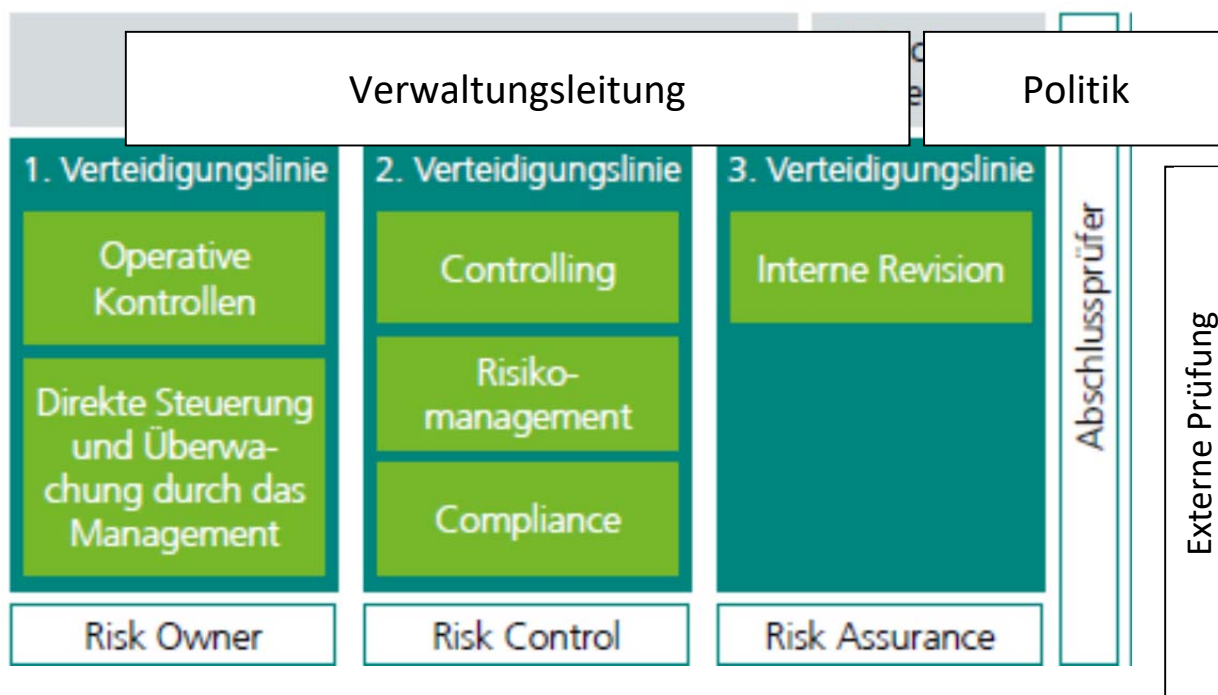 Verwaltungsleitung
Politik
1. Verteidigungslinie
Operative
Kontrollen
Direkte Steuerung
und Überwa-
chung durch das
Management
Risk Owner
2. Verteidigungslinie
Controlling
Risiko-
management
Compliance
Risk Control
3. Verteidigungslinie
Interne Revision
Risk Assurance
Abschlussprüfer
Externe Prüfung